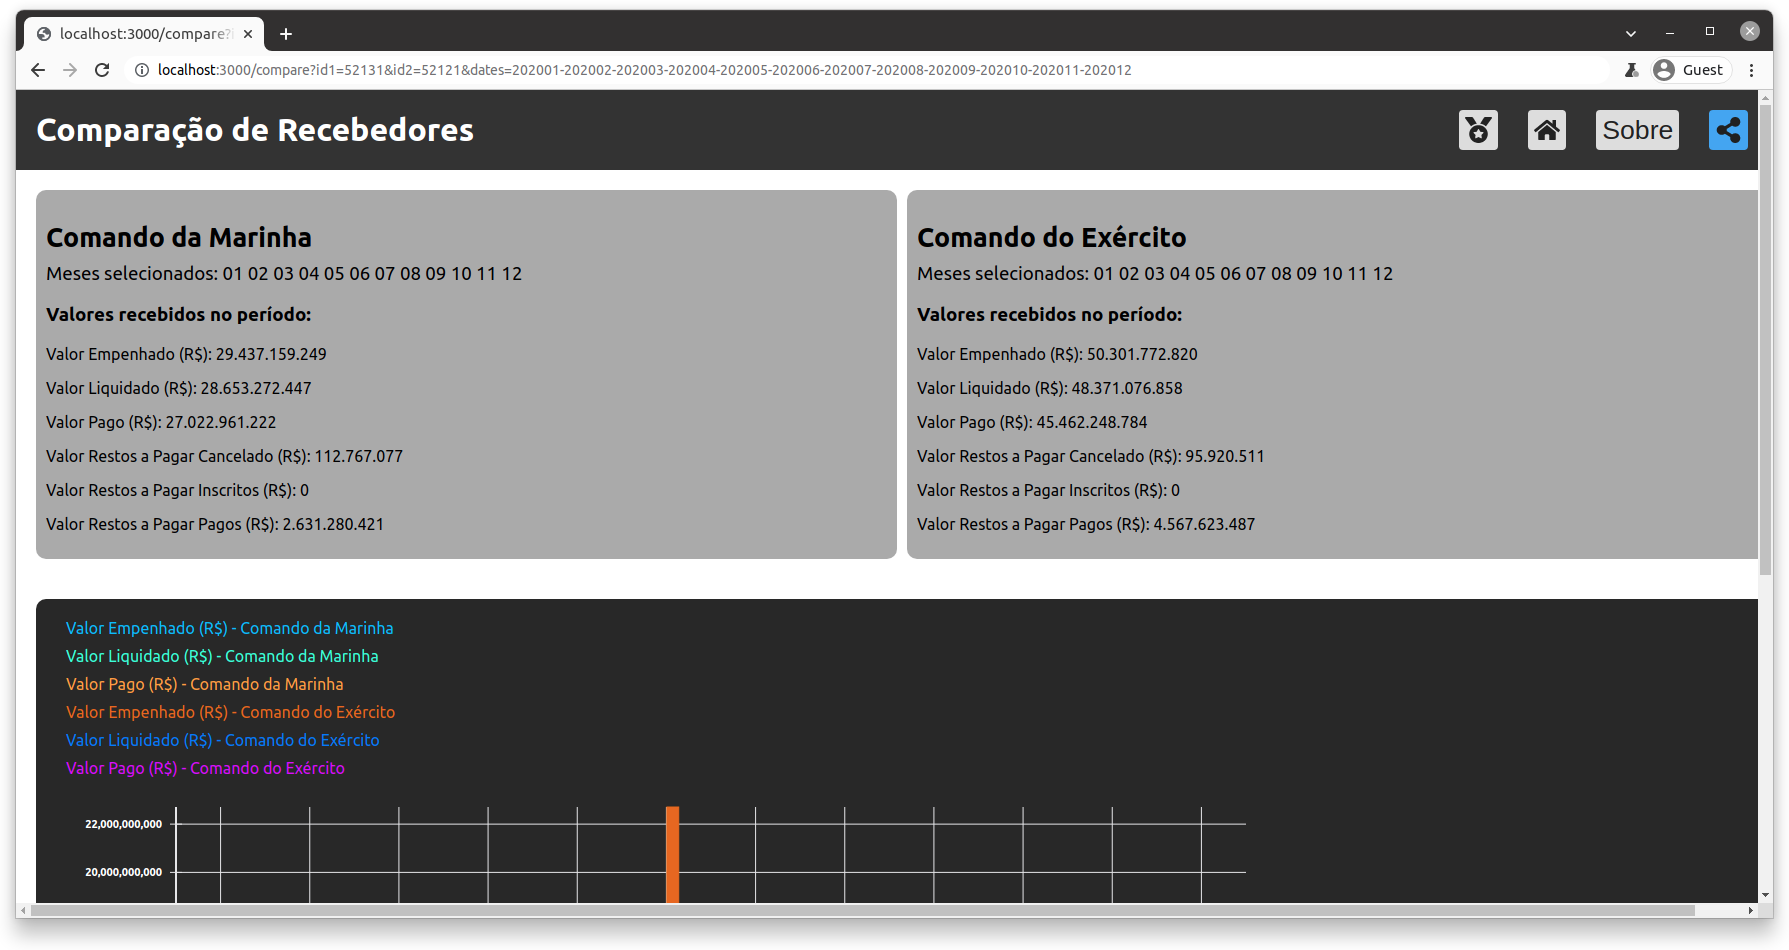 localhost:3000/compare?i
localhost:3000/compare?id1=52131&id2=52121&dates=202001-202002-202003-202004-202005-202006-202007-202008-202009-202010-202011-202012
Guest
Comparação de Recebedores
Sobre
Comando da Marinha
Meses selecionados: 01 02 03 04 05 06 07 08 09 10 11 12
Valores recebidos no período:
Valor Empenhado (R$): 29.437.159.249
Valor Liquidado (R$): 28.653.272.447
Valor Pago (R$): 27.022.961.222
Valor Restos a Pagar Cancelado (R$): 112.767.077
Valor Restos a Pagar Inscritos (R$): 0
Valor Restos a Pagar Pagos (R$): 2.631.280.421
Comando do Exército
Meses selecionados: 01 02 03 04 05 06 07 08 09 10 11 12
Valores recebidos no período:
Valor Empenhado (R$): 50.301.772.820
Valor Liquidado (R$): 48.371.076.858
Valor Pago (R$): 45.462.248.784
Valor Restos a Pagar Cancelado (R$): 95.920.511
Valor Restos a Pagar Inscritos (R$): 0
Valor Restos a Pagar Pagos (R$): 4.567.623.487
Valor Empenhado (R$) - Comando da Marinha
Valor Liquidado (R$) - Comando da Marinha
Valor Pago (R$) - Comando da Marinha
Valor Empenhado (R$) - Comando do Exército
Valor Liquidado (R$) - Comando do Exército
Valor Pago (R$) - Comando do Exército
22,000,000,000
20,000,000,000